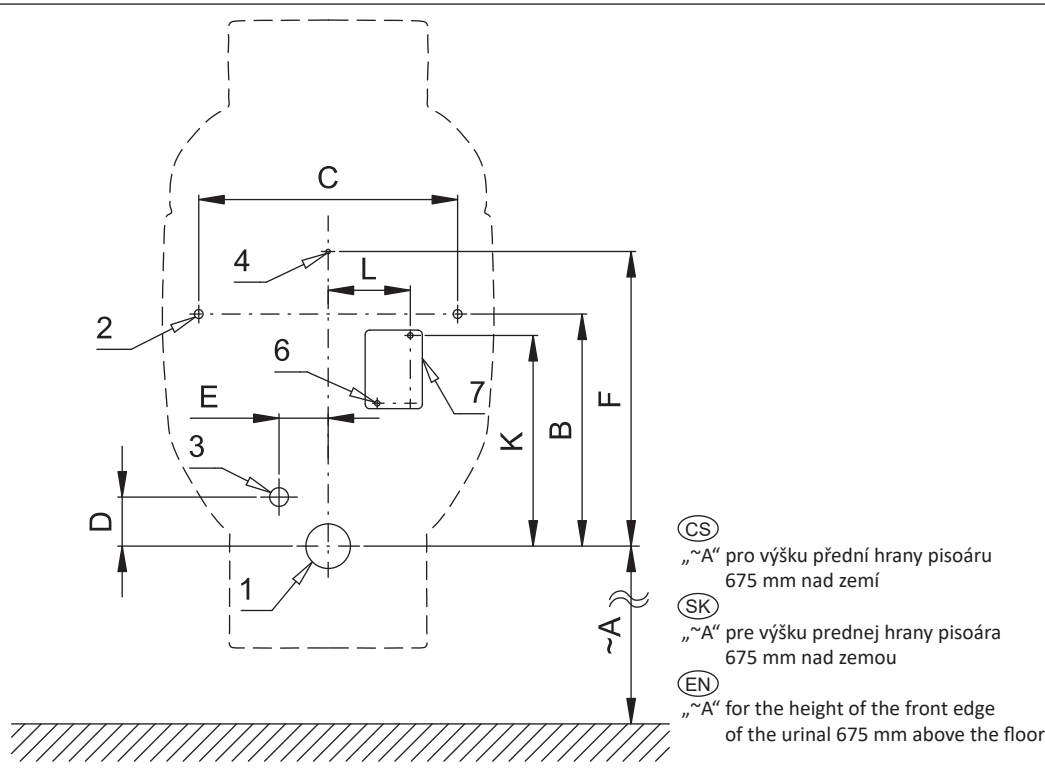 C
4
L
2
6
7
E
F
B
K
3
D
1
~A
CS
„~A“ pro výšku přední hrany pisoáru
675 mm nad zemí
SK
„~A“ pre výšku prednej hrany pisoára
675 mm nad zemou
EN
„~A“ for the height of the front edge
of the urinal 675 mm above the floor